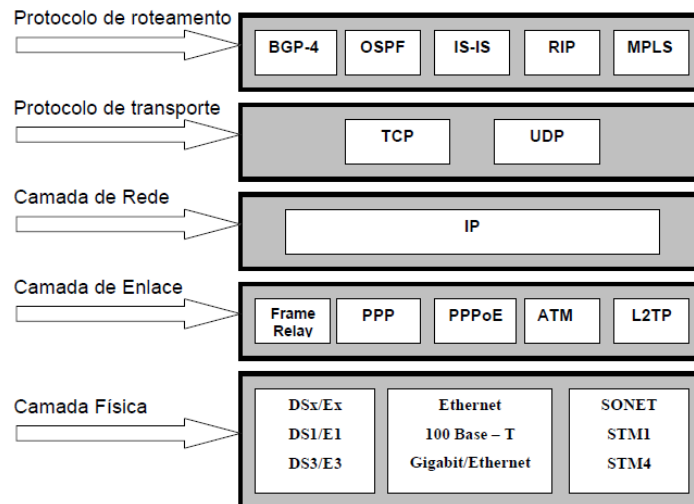 Protocolo de roteamento
BGP-4 OSPF IS-IS RIP MPLS
Protocolo de transporte
TCP UDP
Camada de Rede
IP
Camada de Enlace
Frame
Relay
PPP PPPoE ATM L2TP
Camada Física
DSx/Ex
DS1/E1
DS3/E3
Ethernet
100 Base – T
Gigabit/Ethernet
SONET
STM1
STM4